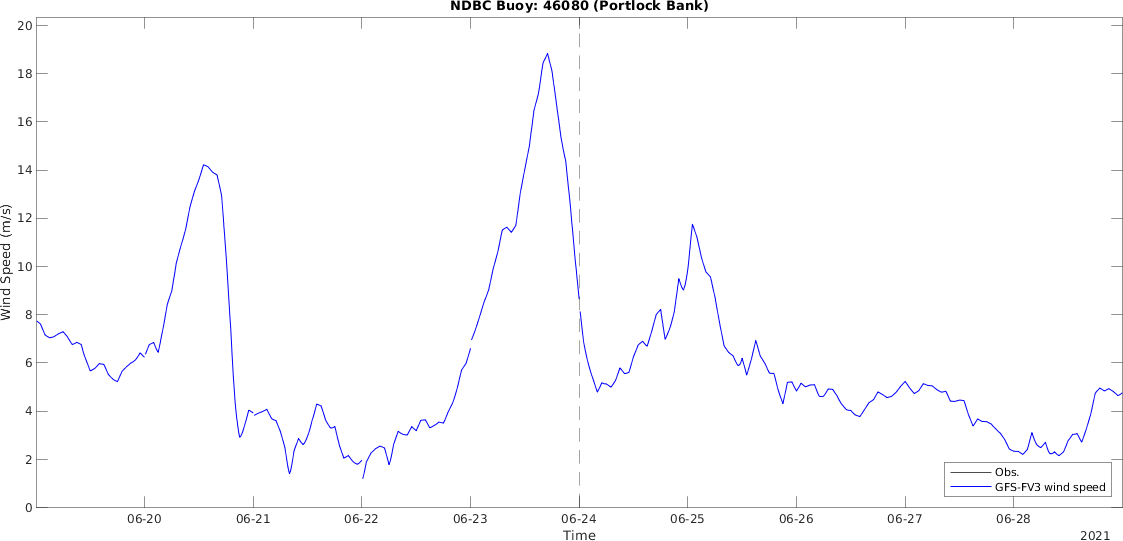 NDBC Buoy: 46080 (Portlock Bank)
20
18
16
14
12
10
8
6
4
2
0
Wind Speed (m/s)
06-20 06-21 06-22 06-23 06-24 06-25 06-26 06-27 06-28
Time
2021
Obs.
GFS-FV3 wind speed